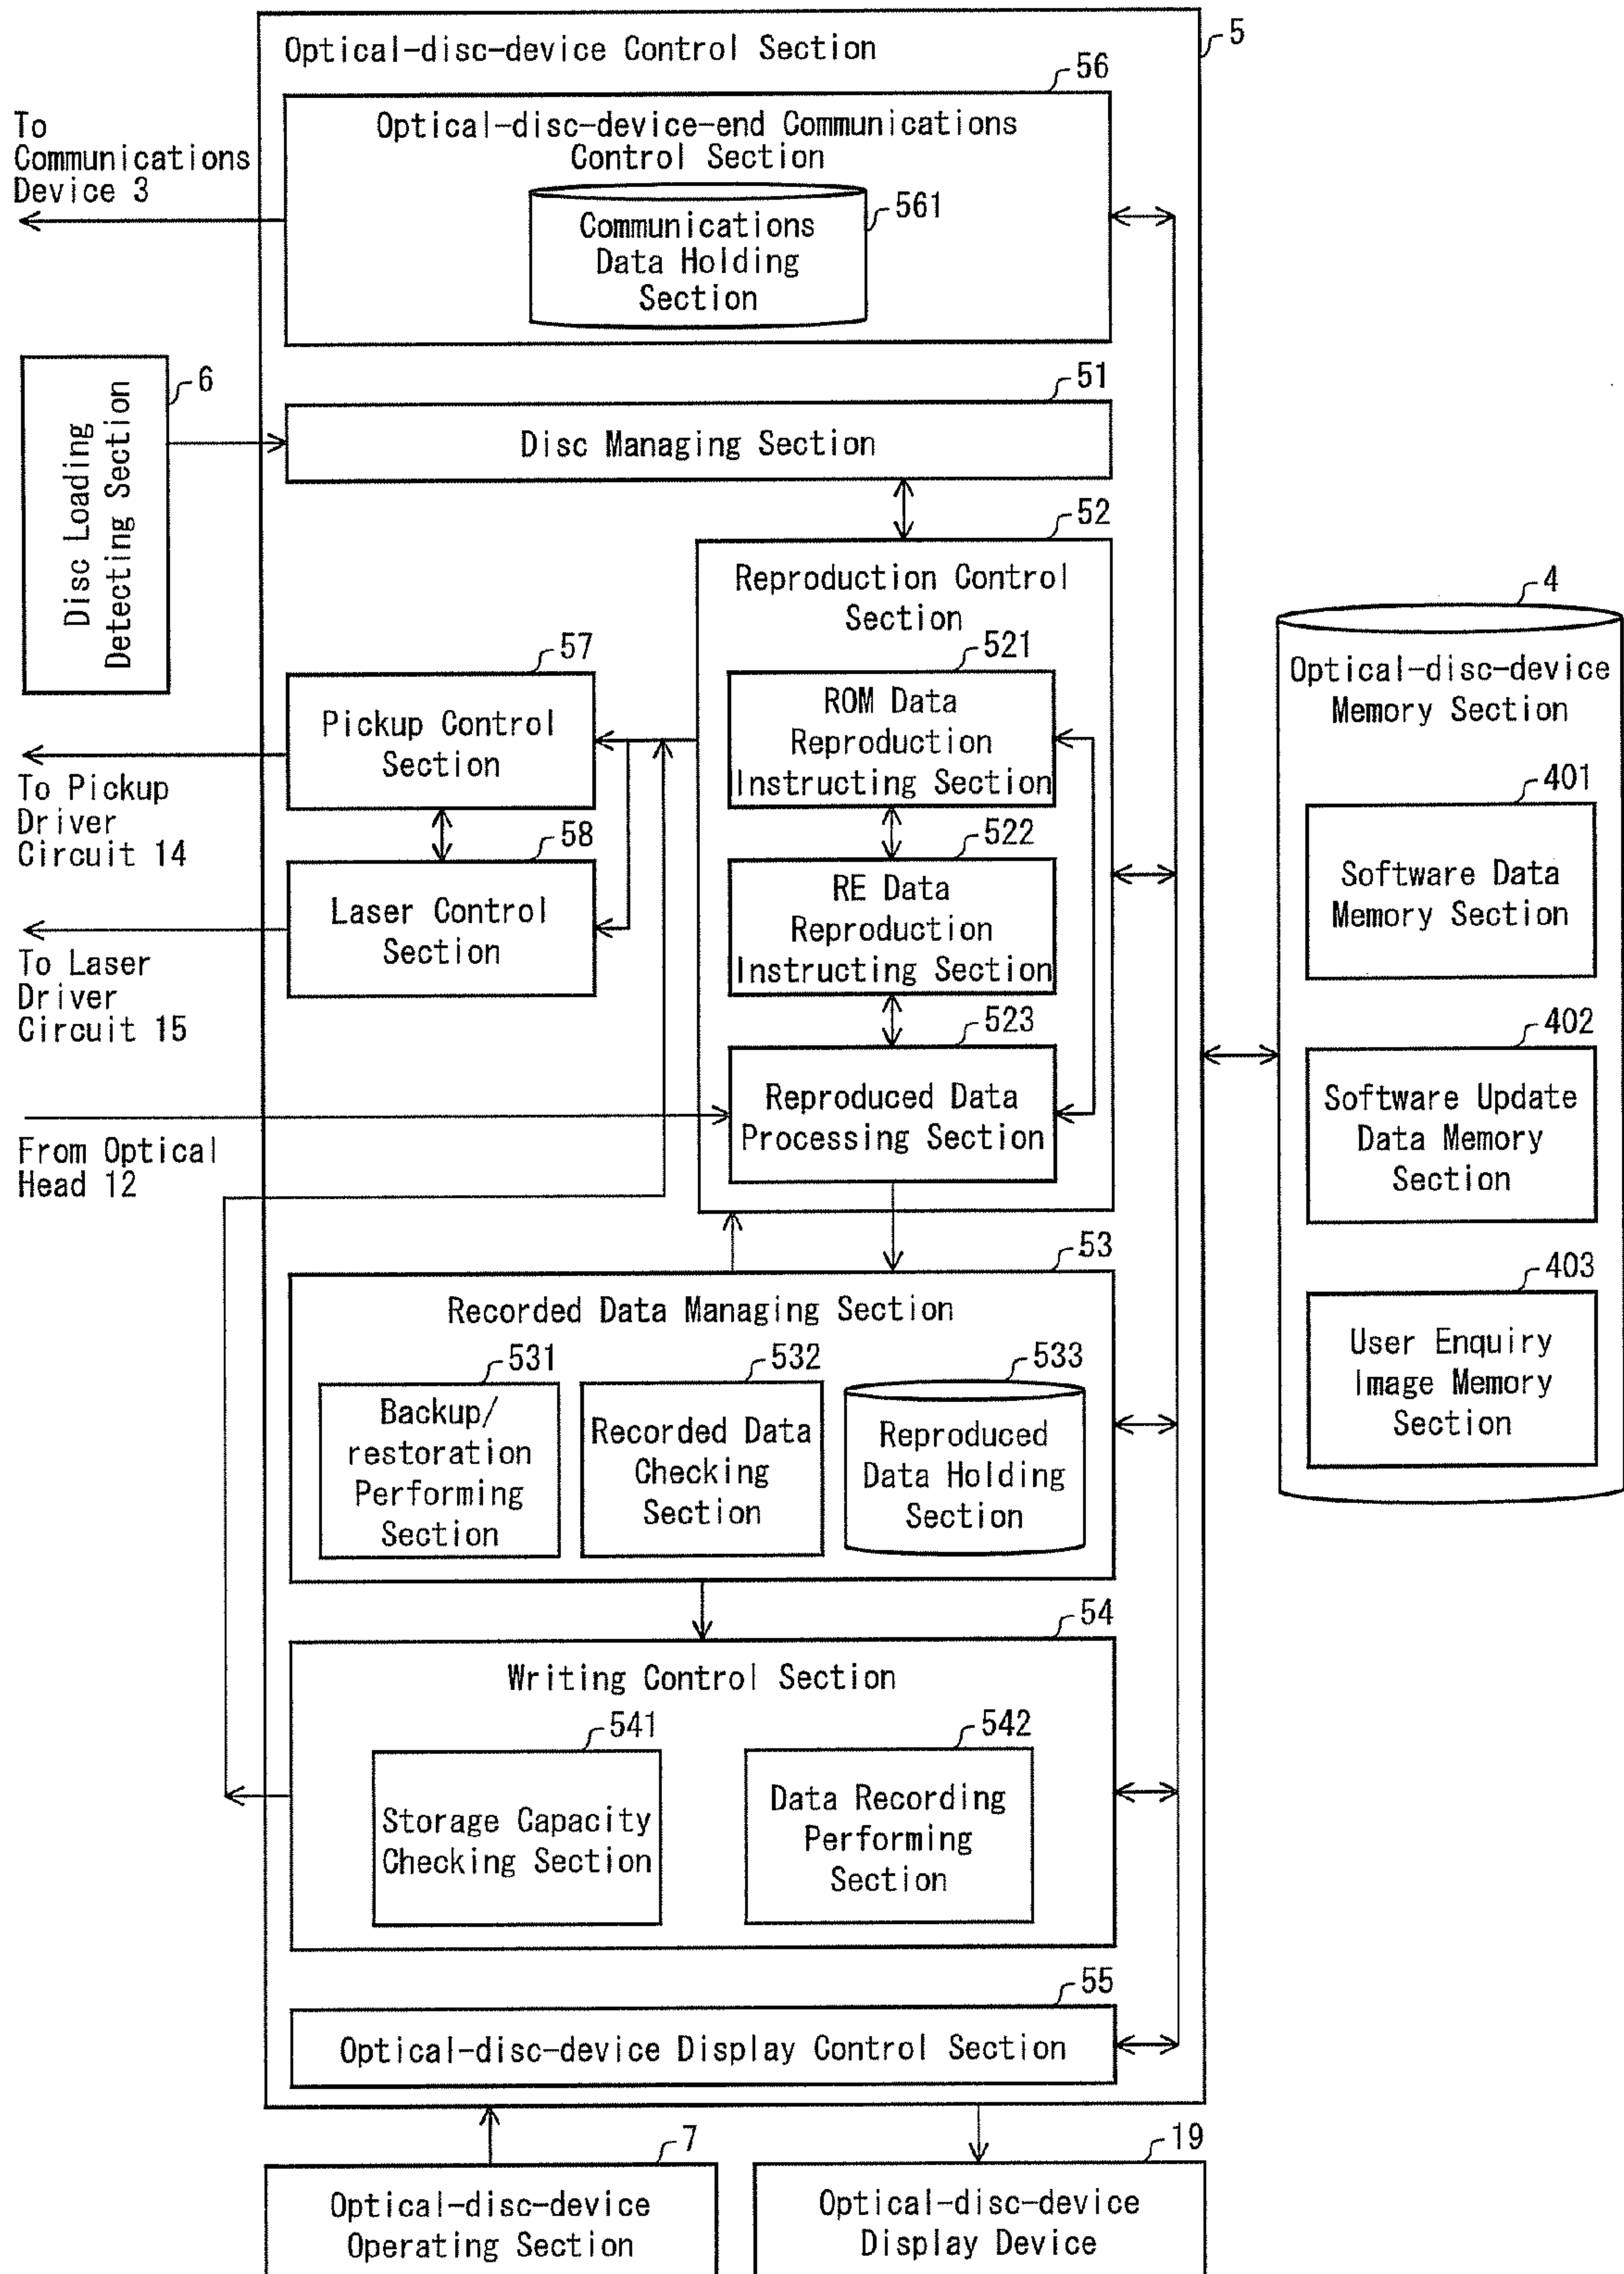 Optical-disc-device Control Section
5
56
Optical-disc-device-end Communications
Control Section
To
Communications
Device 3
561
Communications
Data Holding
Section
6
Disc Loading
Detecting Section
51
Disc Managing Section
52
Reproduction Control
Section
57
Pickup Control
Section
521
ROM Data
Reproduction
Instructing Section
To Pickup
Driver
Circuit 14
58
Laser Control
Section
522
RE Data
Reproduction
Instructing Section
To Laser
Driver
Circuit 15
523
Reproduced Data
Processing Section
From Optical
Head 12
4
Optical-disc-device
Memory Section
401
Software Data
Memory Section
402
Software Update
Data Memory
Section
403
User Enquiry
Image Memory
Section
53
Recorded Data Managing Section
531
Backup/
restoration
Performing
Section
532
Recorded Data
Checking
Section
533
Reproduced
Data Holding
Section
54
Writing Control Section
541
Storage Capacity
Checking Section
542
Data Recording
Performing
Section
55
Optical-disc-device Display Control Section
7
Optical-disc-device
Operating Section
19
Optical-disc-device
Display Device